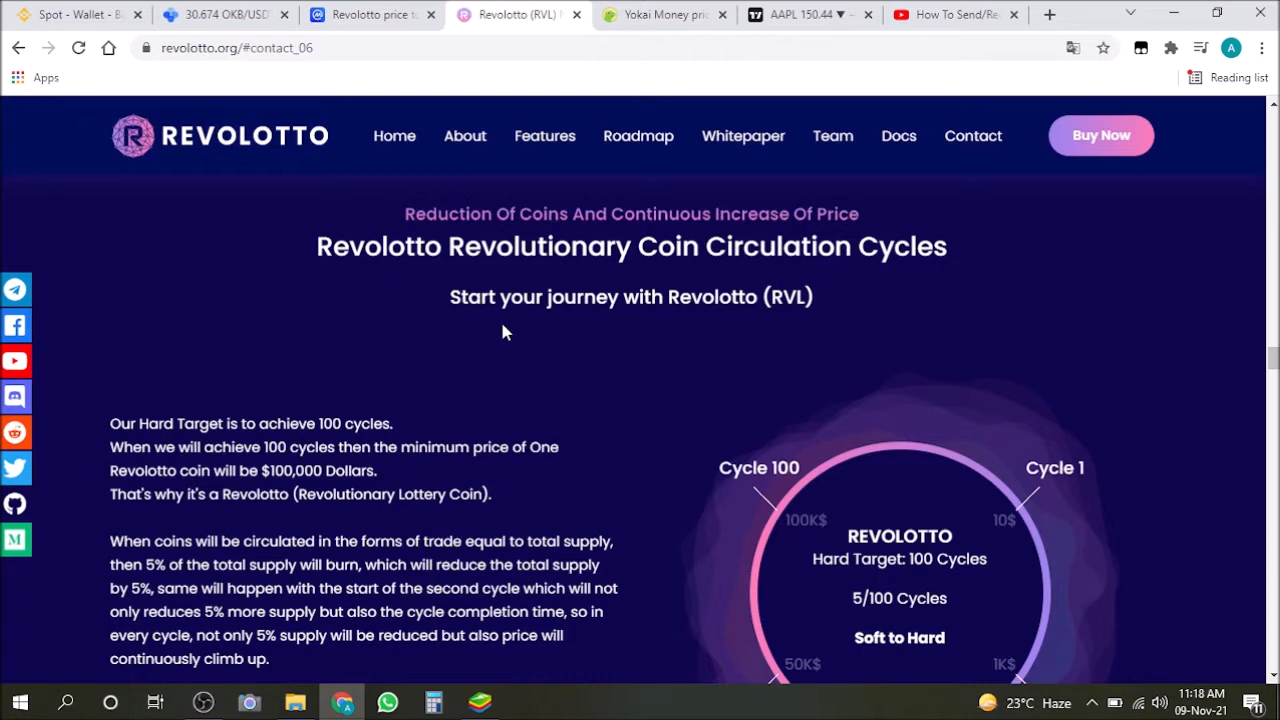 Spot - Wallet - B
30.674 OKB/USD
Revolotto price to
Revolotto (RVL)
Yokai Money pric
AAPL 150.44 ▼
How To Send/Re
revolotto.org/#contact_06
A
Apps
Reading list
REVOLOTTO
Home
About
Features
Roadmap
Whitepaper
Team
Docs
Contact
Buy Now
Reduction Of Coins And Continuous Increase Of Price
Revolotto Revolutionary Coin Circulation Cycles
Start your journey with Revolotto (RVL)
Our Hard Target is to achieve 100 cycles.
When we will achieve 100 cycles then the minimum price of One
Revolotto coin will be $100,000 Dollars.
That's why it's a Revolotto (Revolutionary Lottery Coin).
When coins will be circulated in the forms of trade equal to total supply,
then 5% of the total supply will burn, which will reduce the total supply
by 5%, same will happen with the start of the second cycle which will not
only reduces 5% more supply but also the cycle completion time, so in
every cycle, not only 5% supply will be reduced but also price will
continuously climb up.
Cycle 100
Cycle 1
100K$
10$
REVOLOTTO
Hard Target: 100 Cycles
5/100 Cycles
Soft to Hard
50K$
1K$
23°C Haze
11:18 AM
09-Nov-21